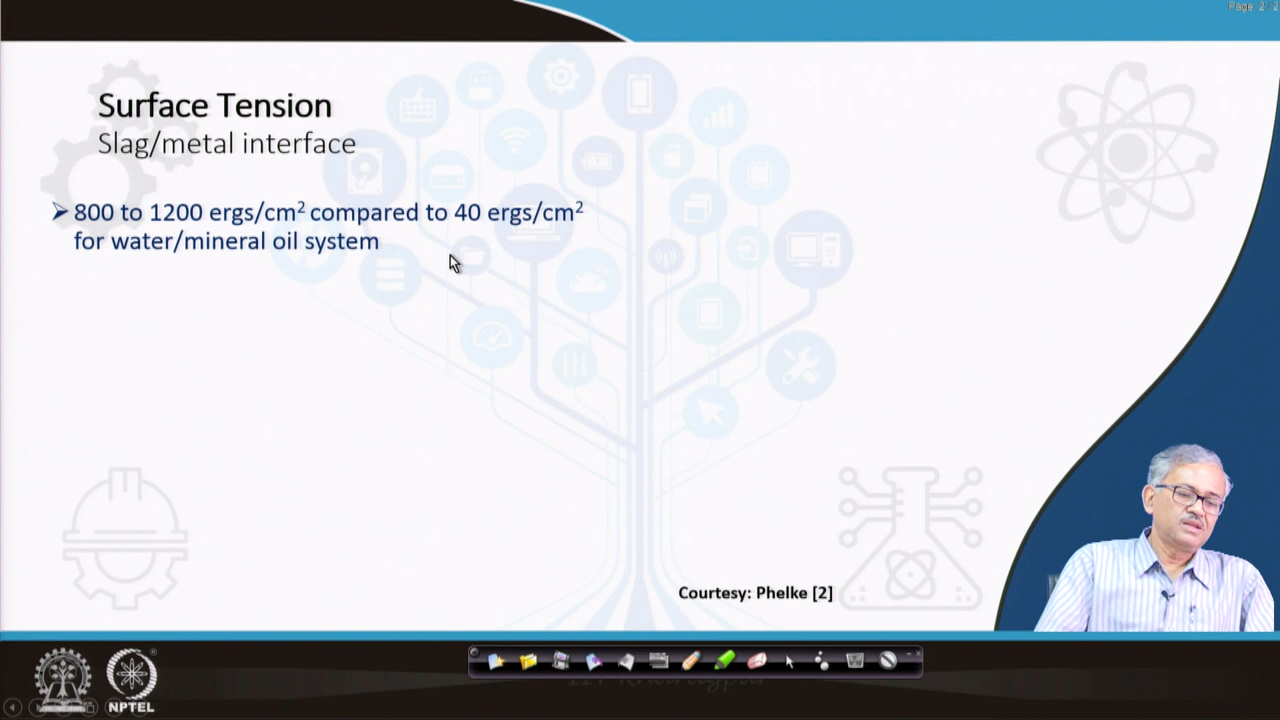 Surface Tension
Slag/metal interface
➤ 800 to 1200 ergs/cm² compared to 40 ergs/cm²
for water/mineral oil system
Courtesy: Phelke [2]
NPTEL